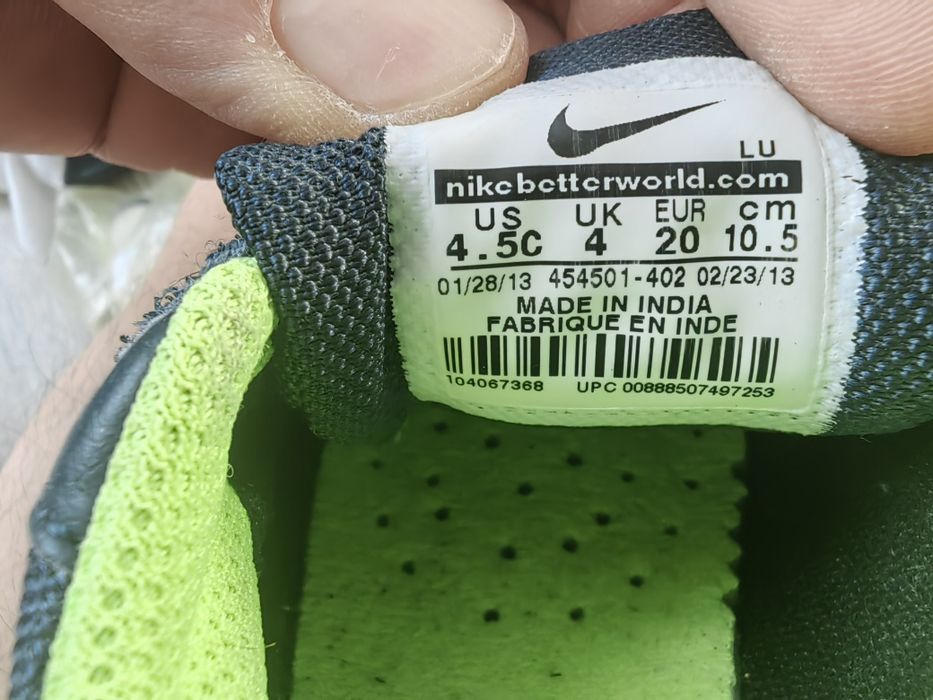 LU
nikebetterworld.com
US UK EUR cm
4.5C 4 20 10.5
01/28/13 454501-402 02/23/13
MADE IN INDIA
FABRIQUE EN INDE
104067368 UPC 00888507497253